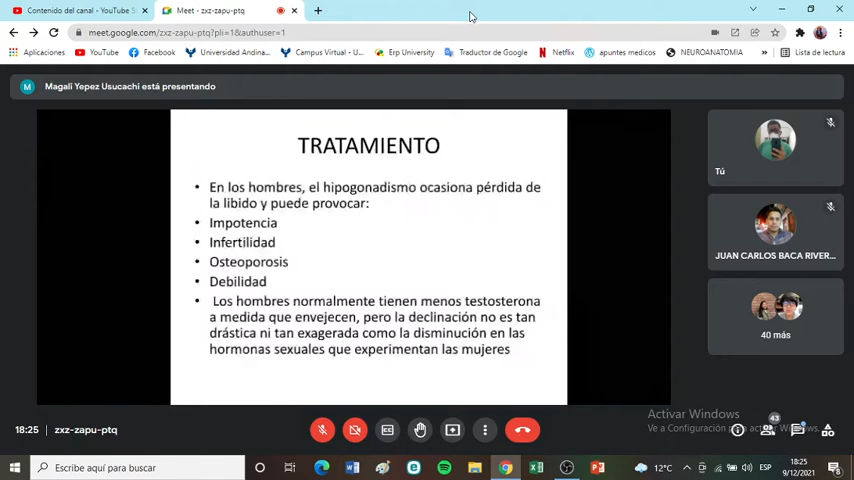 Contenido del canal - YouTube St
Meet - zxz-zapu-ptq
meet.google.com/zxz-zapu-ptq?pli=1&authuser=1
Aplicaciones
YouTube
Facebook
Universidad Andina...
Campus Virtual - Un...
Erp University
Traductor de Google
Netflix
apuntes medicos
NEUROANATOMIA
Lista de lectura
M
Magali Yepez Usucachi está presentando
TRATAMIENTO
• En los hombres, el hipogonadismo ocasiona pérdida de
la libido y puede provocar:
• Impotencia
• Infertilidad
• Osteoporosis
• Debilidad
• Los hombres normalmente tienen menos testosterona
a medida que envejecen, pero la declinación no es tan
drástica ni tan exagerada como la disminución en las
hormonas sexuales que experimentan las mujeres
Tú
JUAN CARLOS BACA RIVER...
40 más
18:25
zxz-zapu-ptq
Activar Windows
Ve a Configuración para activar Windows.
43
Escribe aquí para buscar
12°C
ESP
18:25
9/12/2021